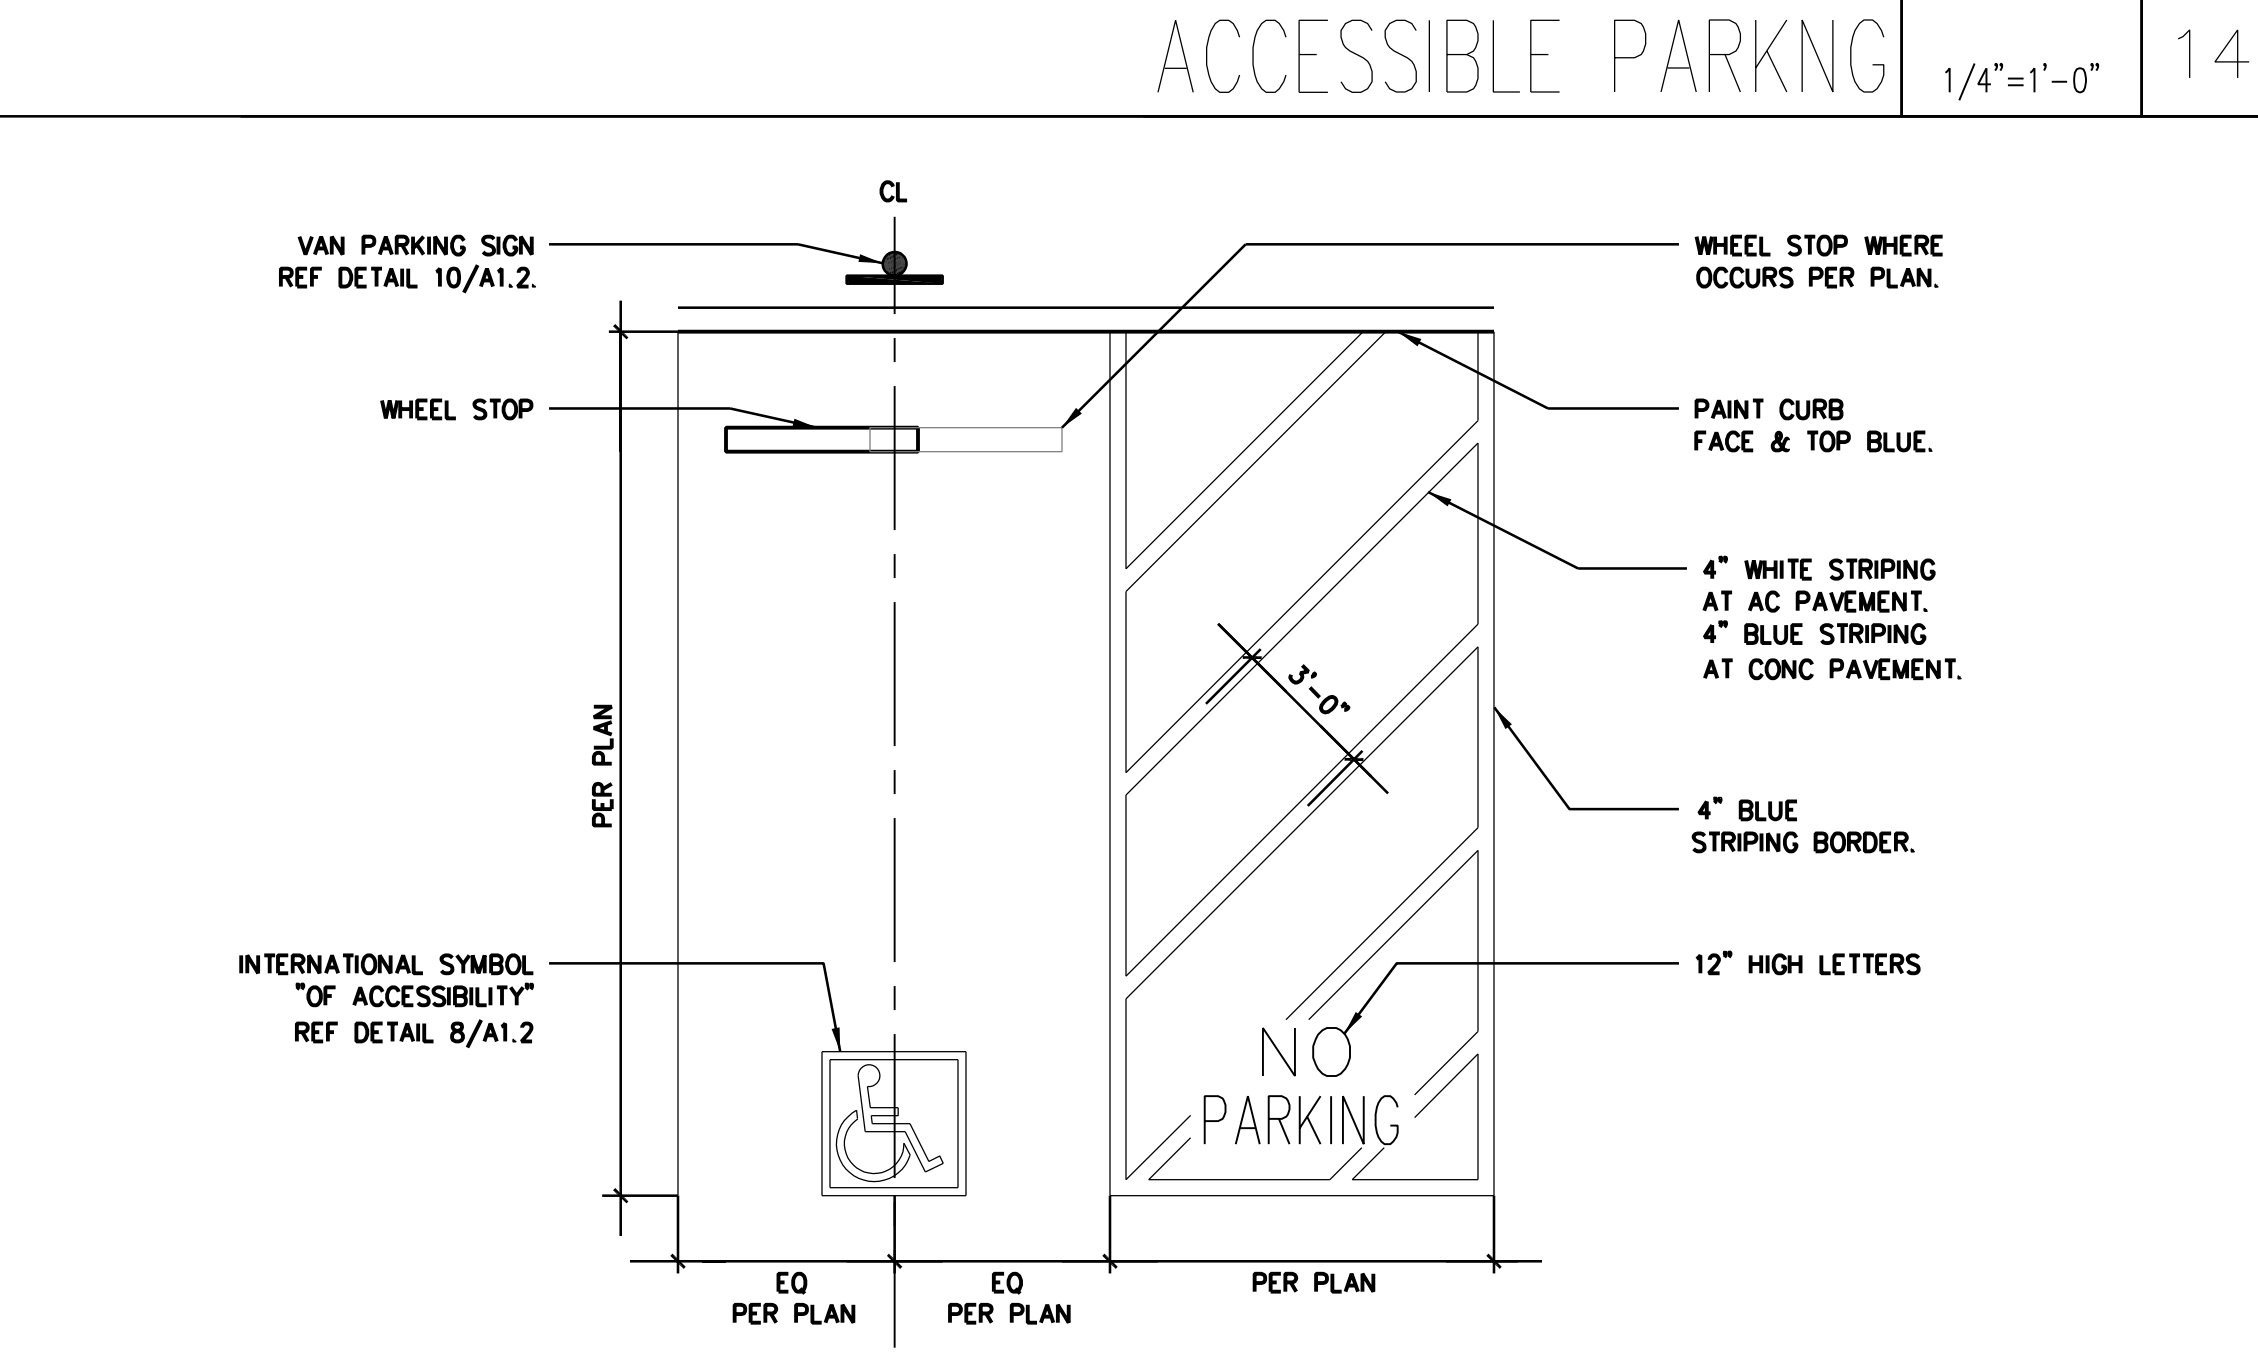 ACCESSIBLE PARKNG
1/4"=1'-0"
14
CL
VAN PARKING SIGN
REF DETAIL 10/A1.2.
WHEEL STOP WHERE
OCCURS PER PLAN.
WHEEL STOP
PAINT CURB
FACE & TOP BLUE.
4" WHITE STRIPING
AT AC PAVEMENT.
4" BLUE STRIPING
AT CONC PAVEMENT.
3'-0"
PER PLAN
4" BLUE
STRIPING BORDER.
INTERNATIONAL SYMBOL
"OF ACCESSIBILITY"
REF DETAIL 8/A1.2
12" HIGH LETTERS
NO
PARKING
EQ
PER PLAN
EQ
PER PLAN
PER PLAN